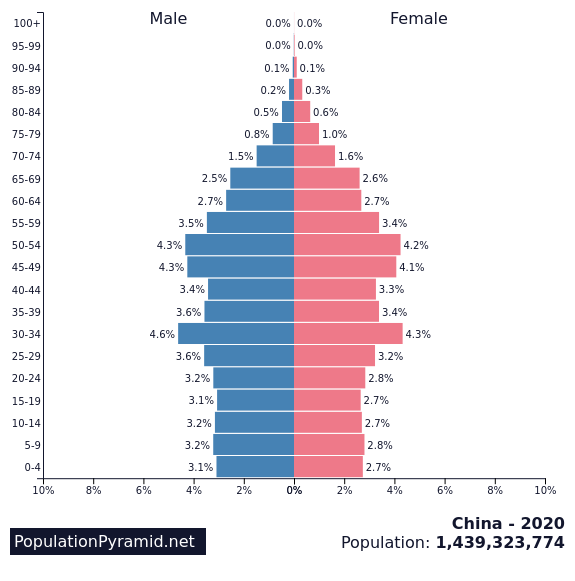 Male Female
100+ 0.0% 0.0%
95-99 0.0% 0.0%
90-94 0.1% 0.1%
85-89 0.2% 0.3%
80-84 0.5% 0.6%
75-79 0.8% 1.0%
70-74 1.5% 1.6%
65-69 2.5% 2.6%
60-64 2.7% 2.7%
55-59 3.5% 3.4%
50-54 4.3% 4.2%
45-49 4.3% 4.1%
40-44 3.4% 3.3%
35-39 3.6% 3.4%
30-34 4.6% 4.3%
25-29 3.6% 3.2%
20-24 3.2% 2.8%
15-19 3.1% 2.7%
10-14 3.2% 2.7%
5-9 3.2% 2.8%
0-4 3.1% 2.7%
10% 8% 6% 4% 2% 0% 2% 4% 6% 8% 10%
China - 2020
PopulationPyramid.net Population: 1,439,323,774